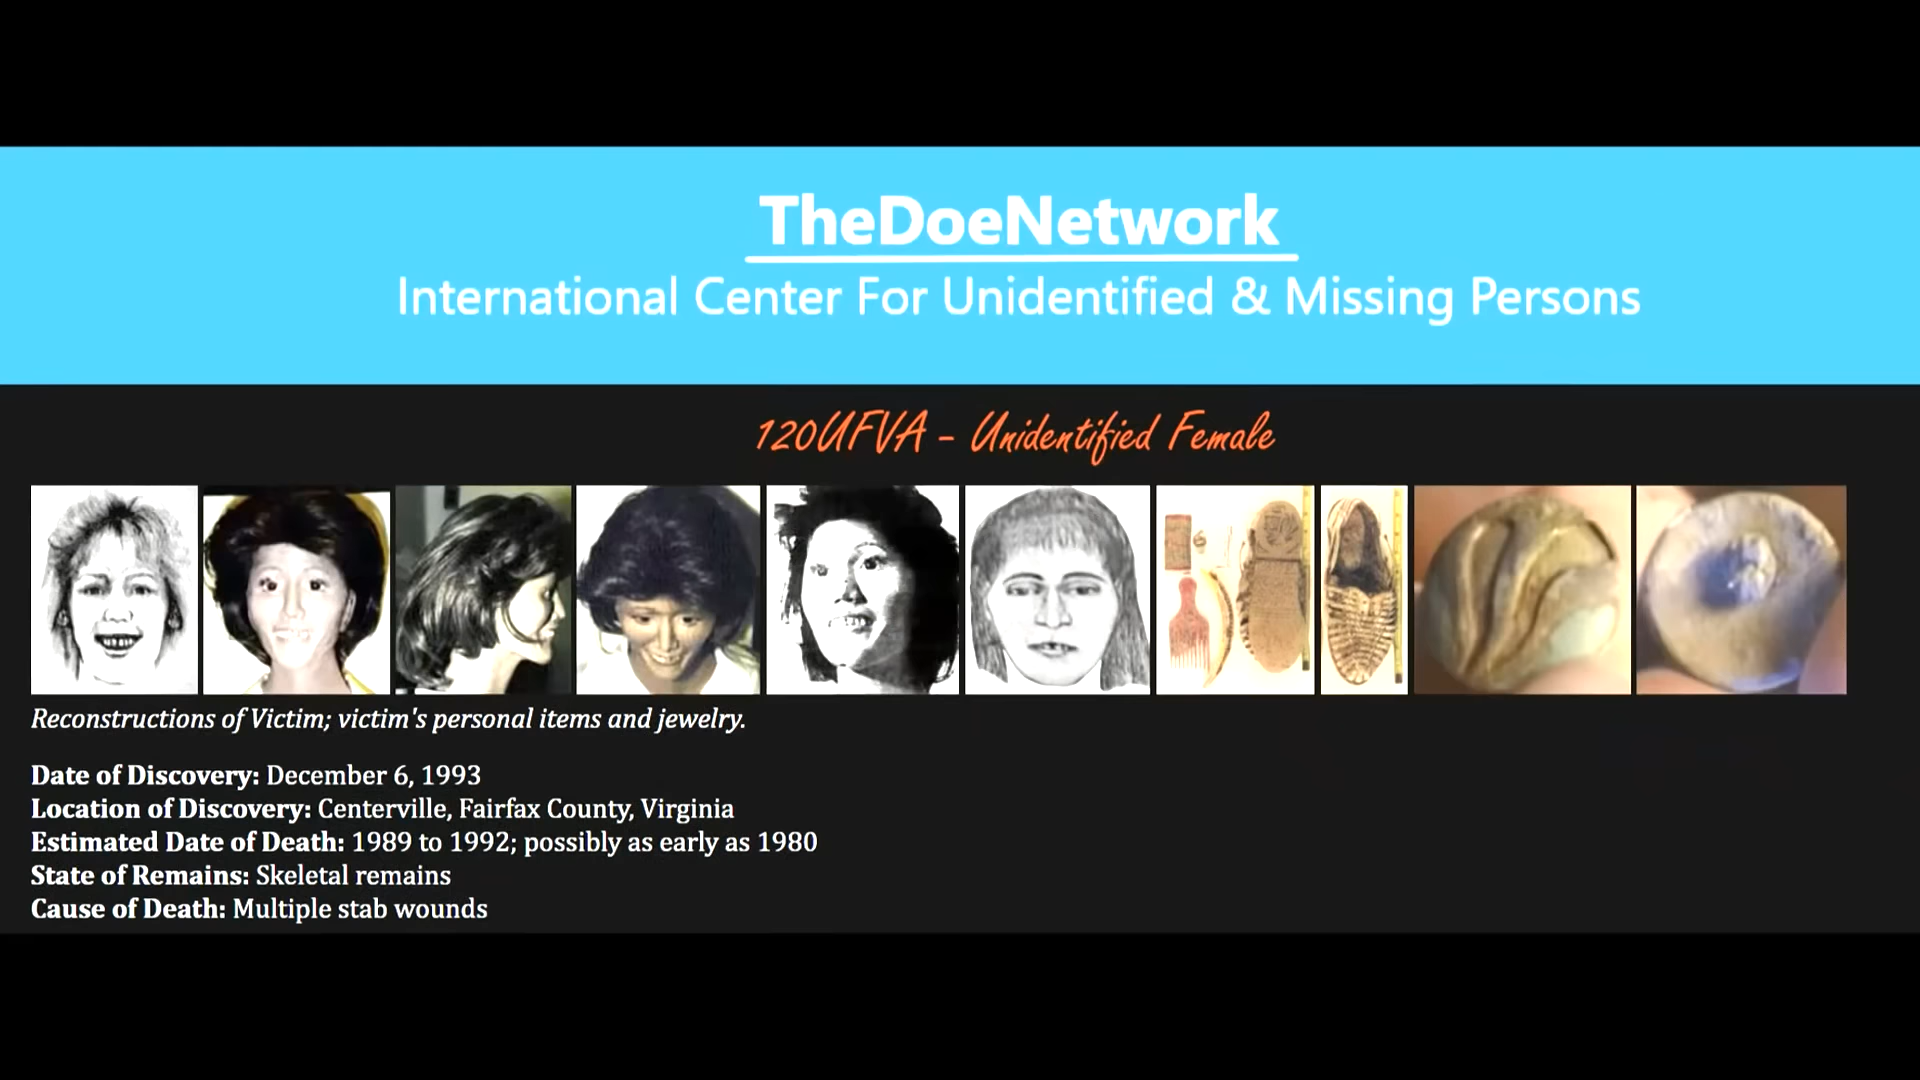 TheDoeNetwork
International Center For Unidentified & Missing Persons
120UFVA - Unidentified Female
Reconstructions of Victim; victim's personal items and jewelry.
Date of Discovery: December 6, 1993
Location of Discovery: Centerville, Fairfax County, Virginia
Estimated Date of Death: 1989 to 1992; possibly as early as 1980
State of Remains: Skeletal remains
Cause of Death: Multiple stab wounds